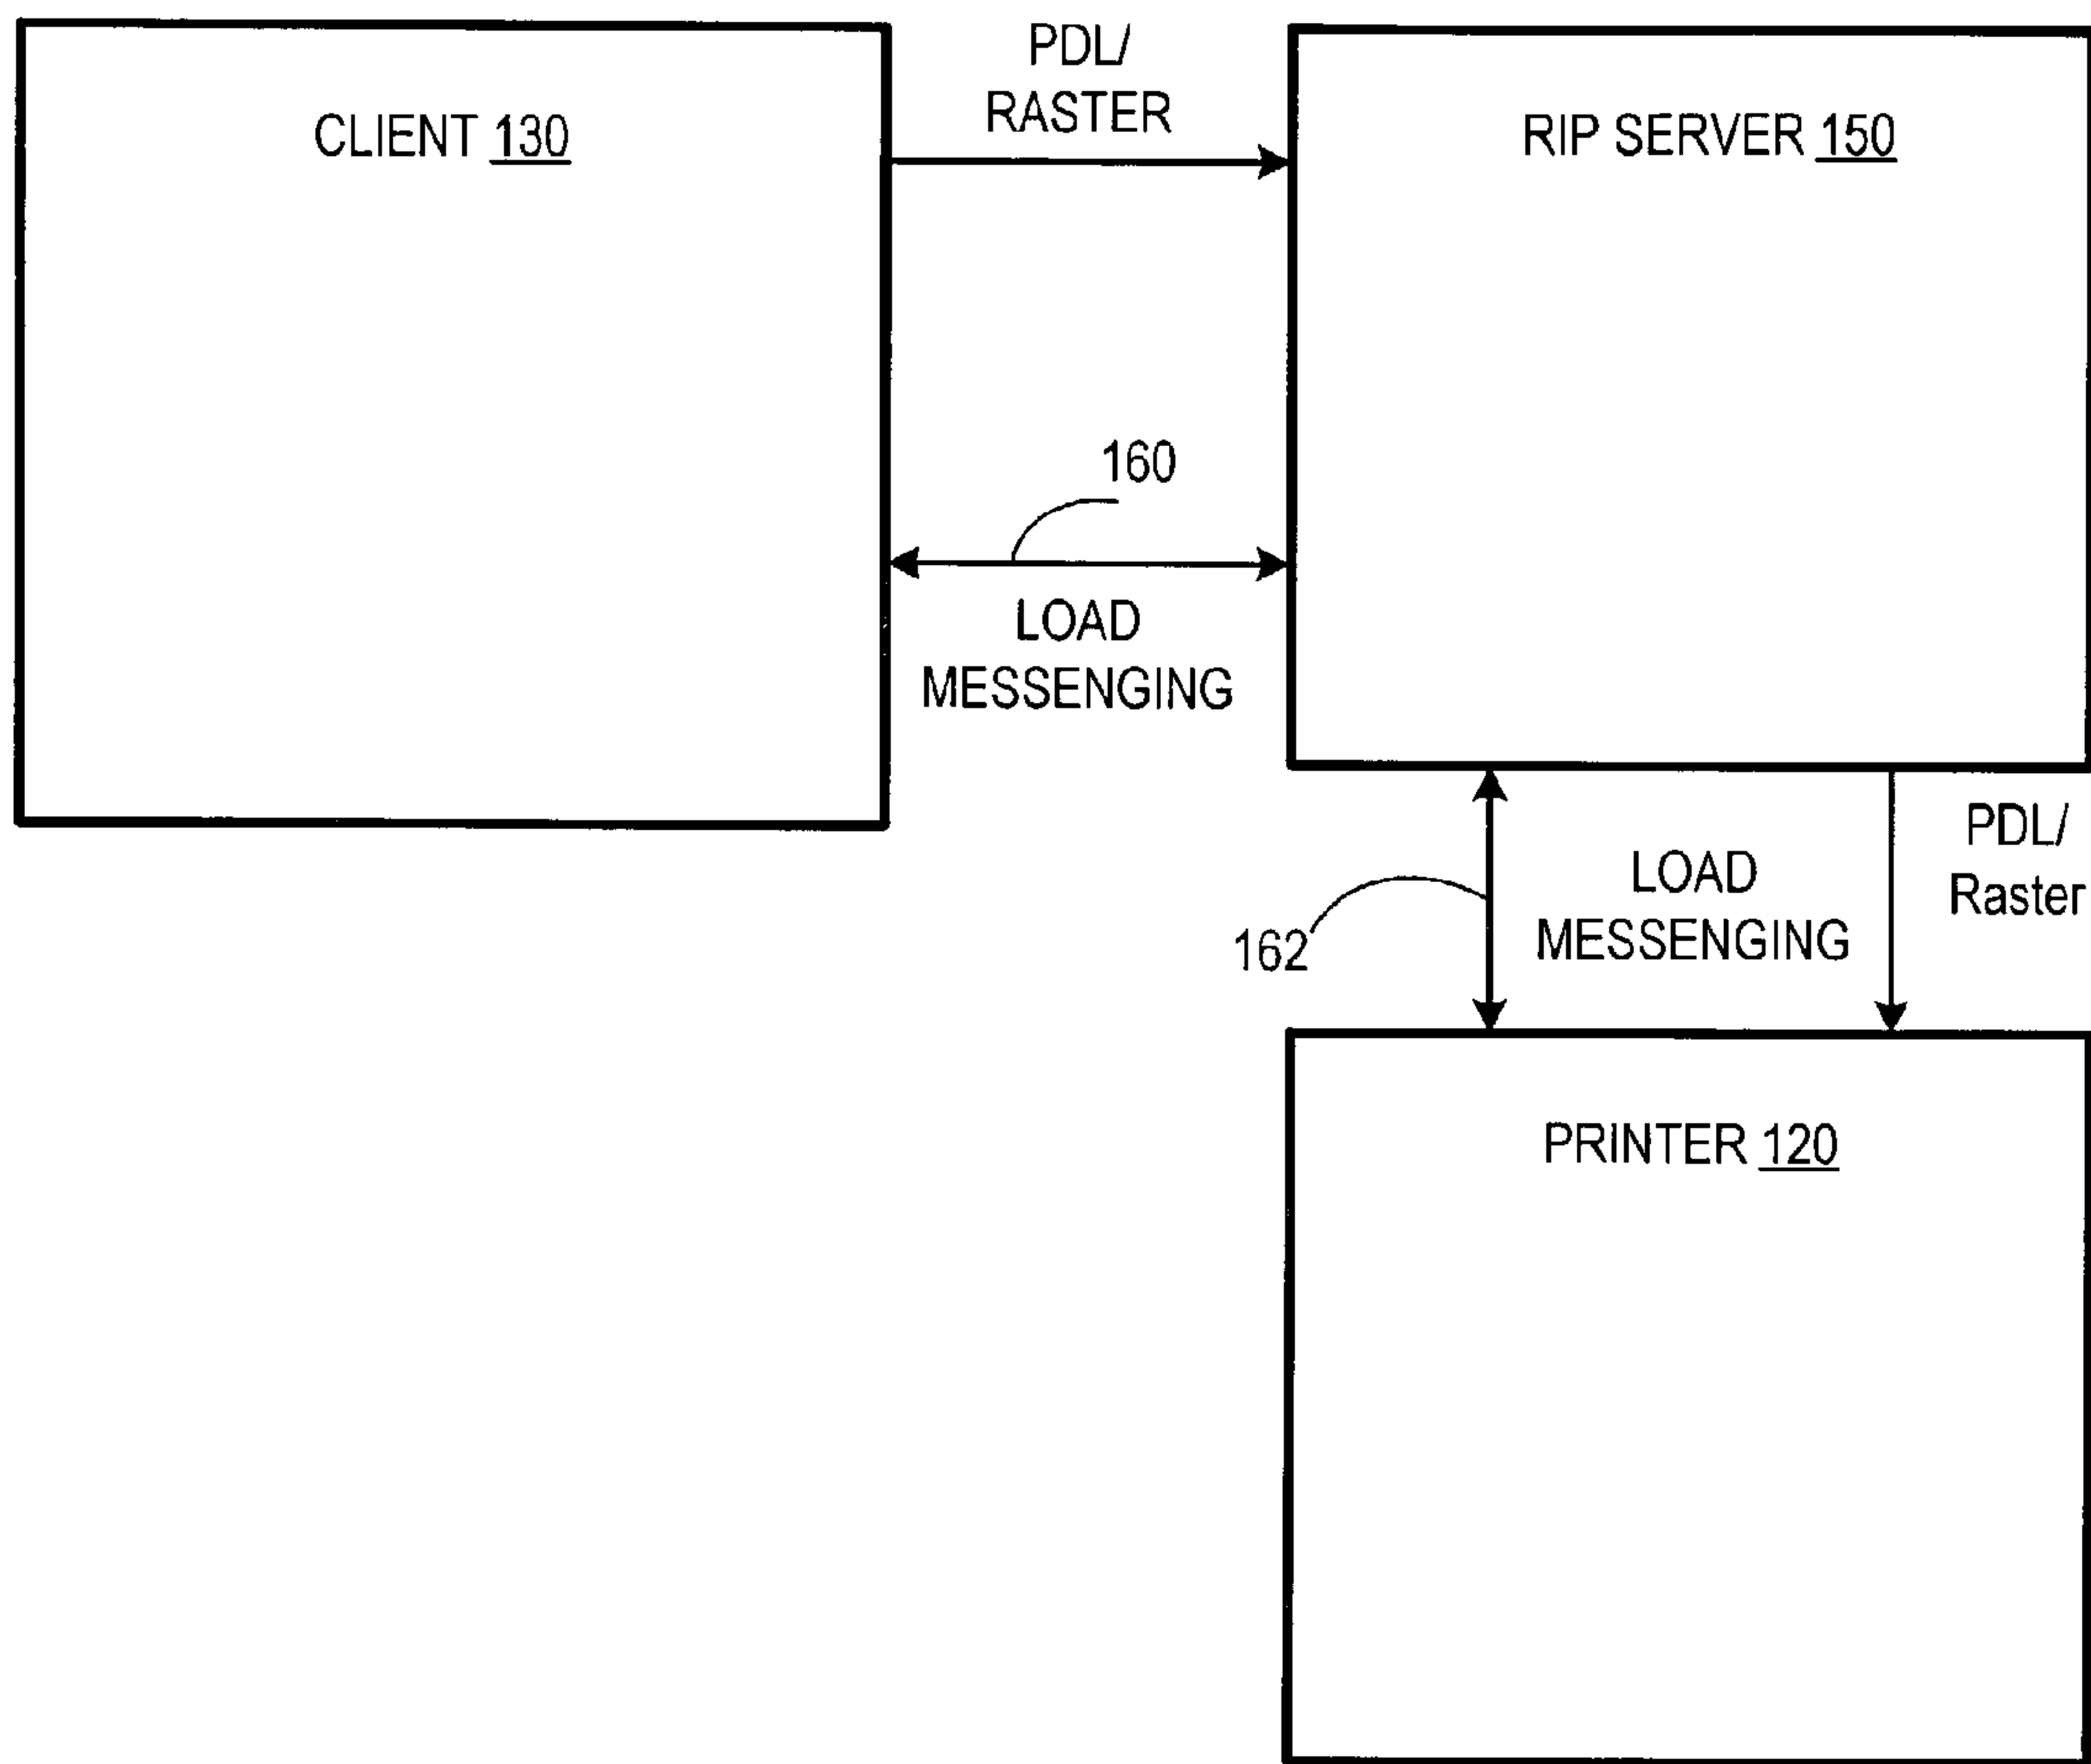 CLIENT 130
PDL/
RASTER
RIP SERVER 150
160
LOAD
MESSENGING
162
LOAD
MESSENGING
PDL/
Raster
PRINTER 120